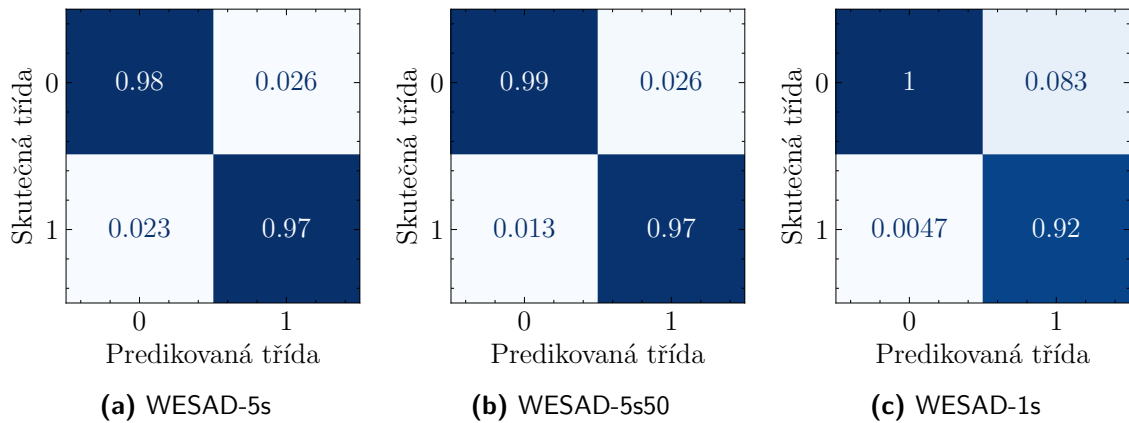 Skutečná třída
0
0.98
0.026
1
0.023
0.97
0
1
Predikovaná třída
(a) WESAD-5s
Skutečná třída
0
0.99
0.026
1
0.013
0.97
0
1
Predikovaná třída
(b) WESAD-5s50
Skutečná třída
0
1
0.083
1
0.0047
0.92
0
1
Predikovaná třída
(c) WESAD-1s